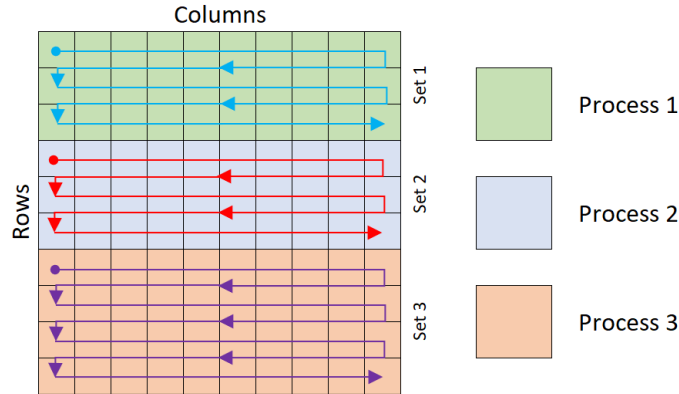 Columns
Rows
Set 1
Set 2
Set 3
Process 1
Process 2
Process 3